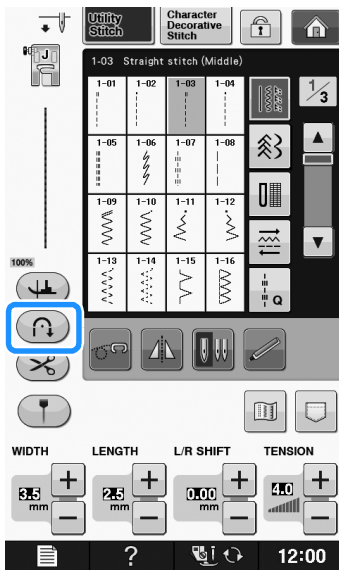 Utility Stitch
Character Decorative Stitch
J
1-03 Straight stitch (Middle)
1/3
1-01 1-02 1-03 1-04
1-05 1-06 1-07 1-08
1-09 1-10 1-11 1-12
1-13 1-14 1-15 1-16
100%
Q
WIDTH LENGTH L/R SHIFT TENSION
3.5 mm + − 2.5 mm + − 0.00 mm + − 4.0 + −
? 12:00